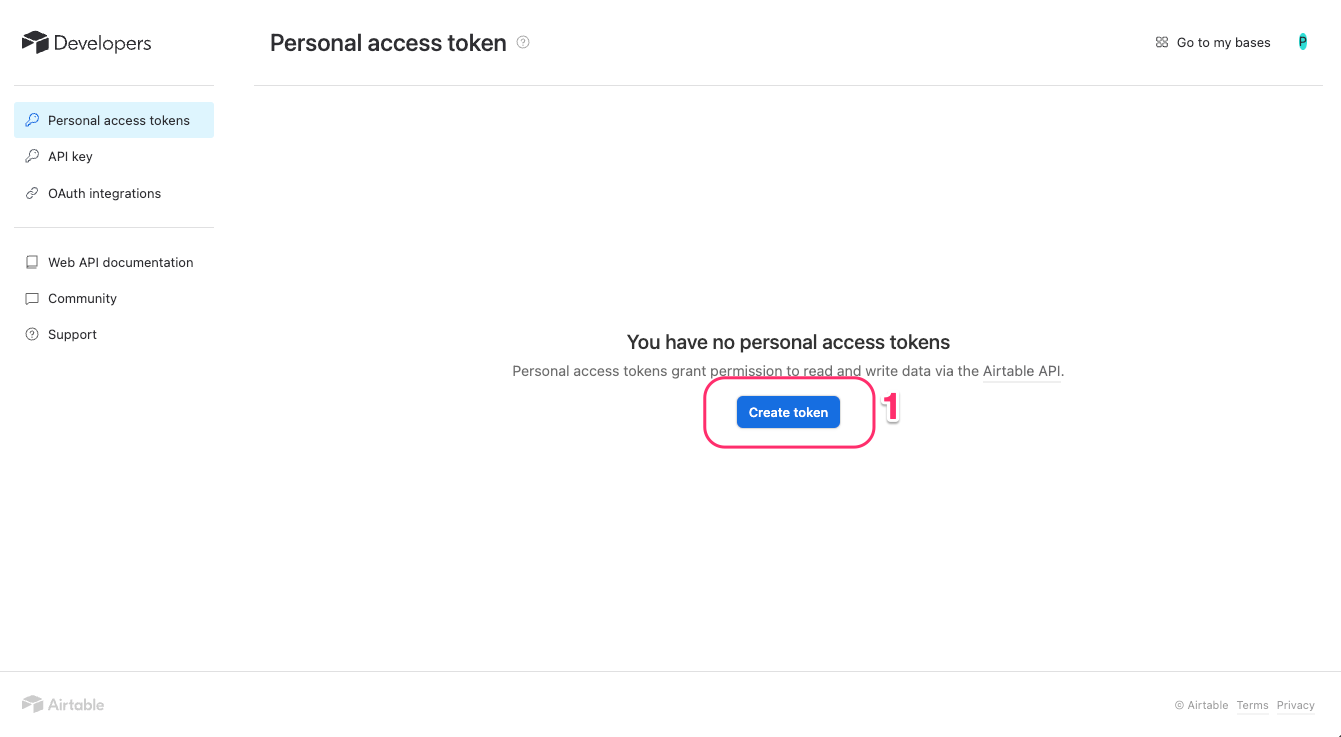 Developers
Personal access token
Go to my bases
P
Personal access tokens
API key
OAuth integrations
Web API documentation
Community
Support
You have no personal access tokens
Personal access tokens grant permission to read and write data via the Airtable API.
Create token
1
Airtable
© Airtable Terms Privacy